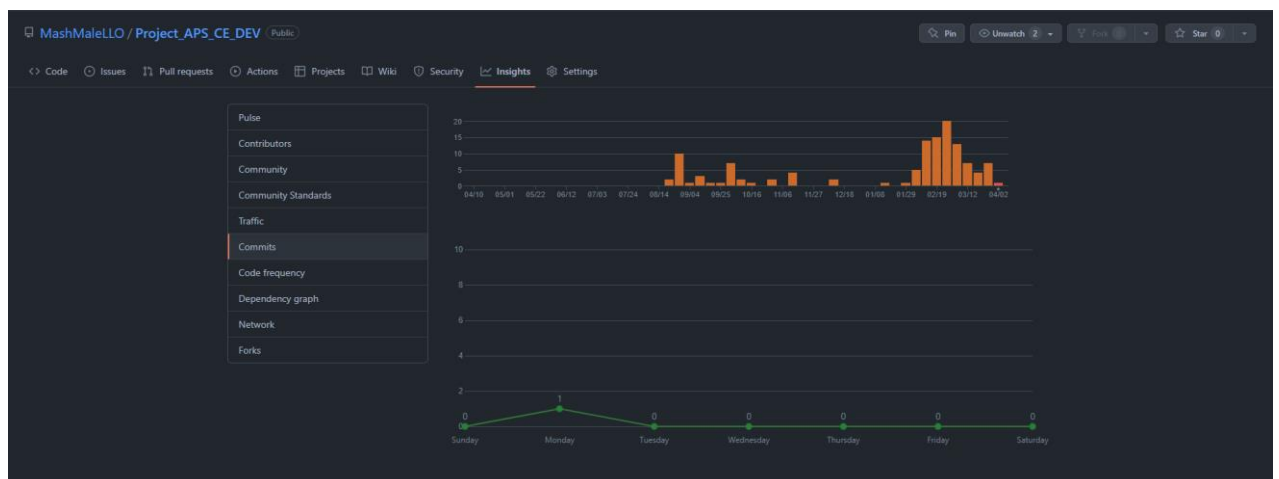 MashMaleLLO / Project_APS_CE_DEV Public
Pin Unwatch 2 Fork 0 Star 0
Code Issues Pull requests Actions Projects Wiki Security Insights Settings
Pulse
Contributors
Community
Community Standards
Traffic
Commits
Code frequency
Dependency graph
Network
Forks
20
15
10
5
0
04/10 05/01 05/22 06/12 07/03 07/24 08/14 09/04 09/25 10/16 11/06 11/27 12/18 01/08 01/29 02/19 03/12 04/02
10
8
6
4
2
0
0 1 0 0 0 0 0
Sunday Monday Tuesday Wednesday Thursday Friday Saturday